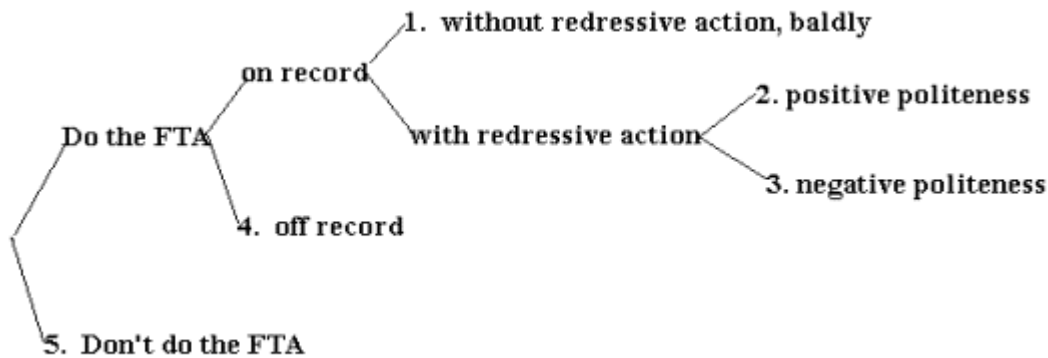 1. without redressive action, baldly
on record
2. positive politeness
Do the FTA
with redressive action
3. negative politeness
4. off record
5. Don't do the FTA